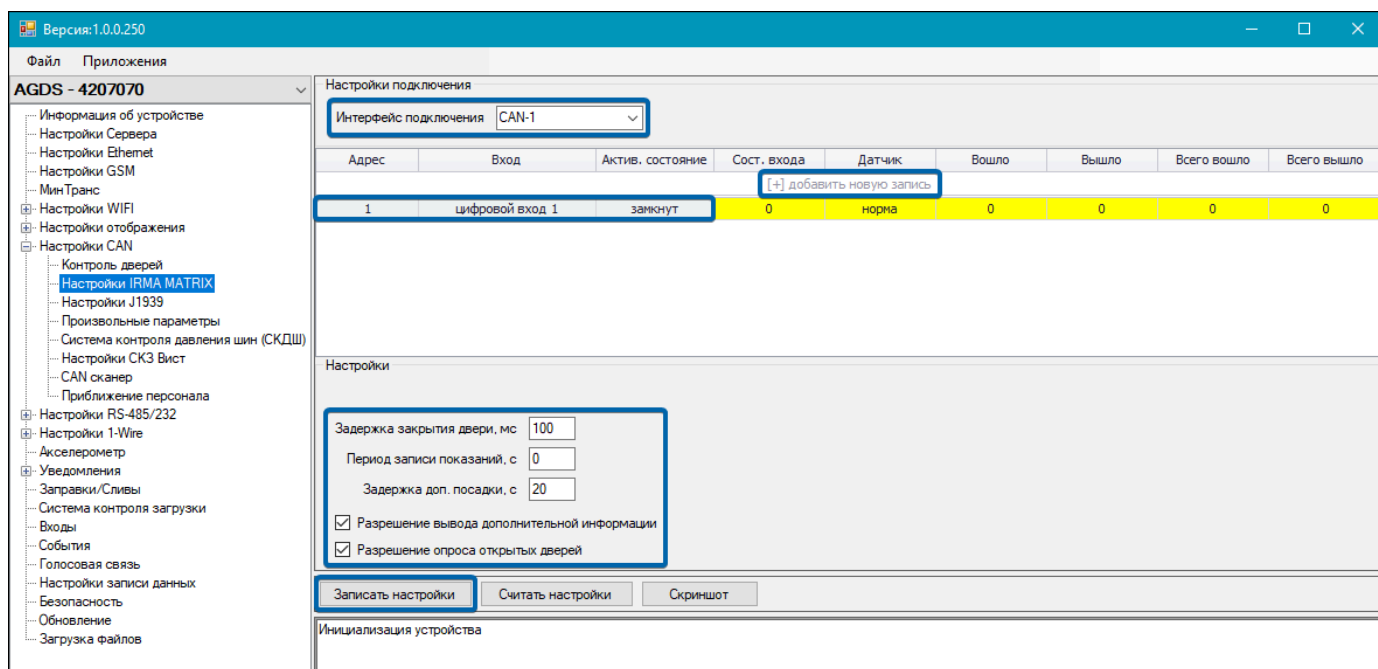 Версия:1.0.0.250
Файл Приложения
AGDS - 4207070
Информация об устройстве
Настройки Сервера
Настройки Ethernet
Настройки GSM
МинТранс
Настройки WIFI
Настройки отображения
Настройки CAN
Контроль дверей
Настройки IRMA MATRIX
Настройки J1939
Произвольные параметры
Система контроля давления шин (СКДШ)
Настройки СКЗ Вист
CAN сканер
Приближение персонала
Настройки RS-485/232
Настройки 1-Wire
Акселерометр
Уведомления
Заправки/Сливы
Система контроля загрузки
Входы
События
Голосовая связь
Настройки записи данных
Безопасность
Обновление
Загрузка файлов
Настройки подключения
Интерфейс подключения CAN-1
Адрес Вход Актив. состояние Сост. входа Датчик Вошло Вышло Всего вошло Всего вышло
[+] добавить новую запись
1 цифровой вход 1 замкнут 0 норма 0 0 0 0
Настройки
Задержка закрытия двери, мс 100
Период записи показаний, с 0
Задержка доп. посадки, с 20
Разрешение вывода дополнительной информации
Разрешение опроса открытых дверей
Записать настройки Считать настройки Скриншот
Инициализация устройства